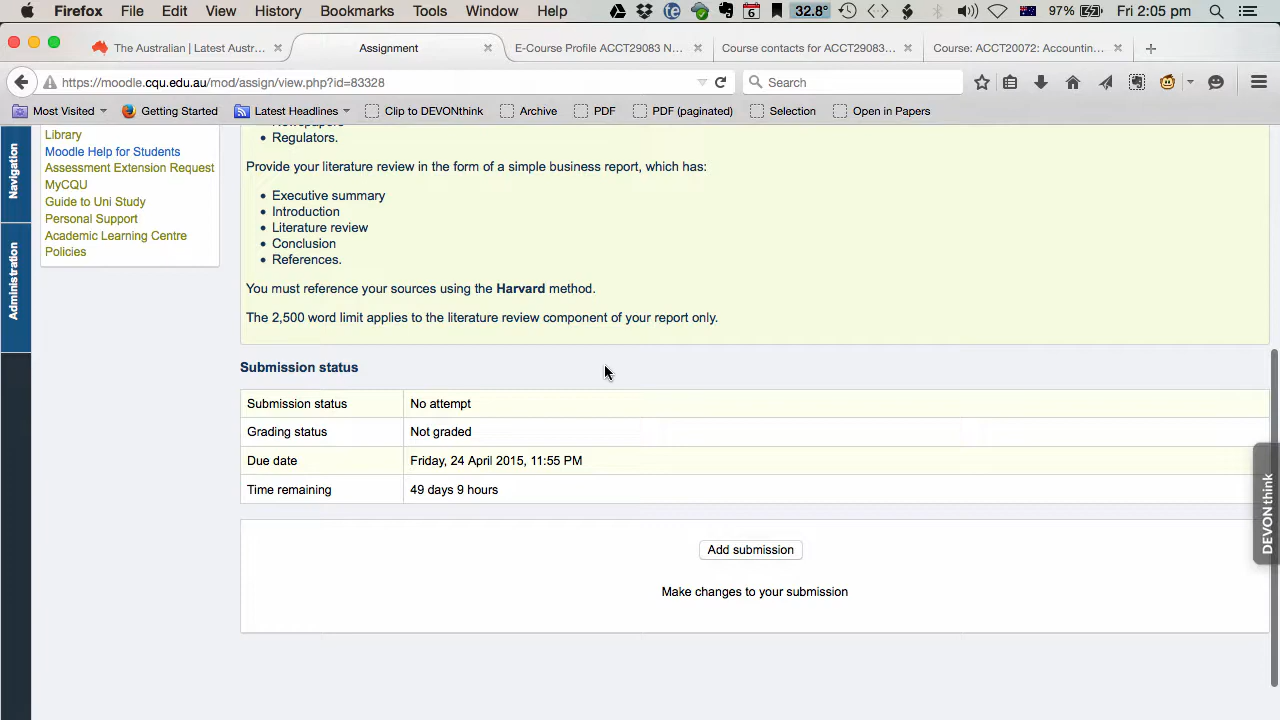 Firefox File Edit View History Bookmarks Tools Window Help 6 32.8° 97% Fri 2:05 pm
The Australian | Latest Austr... Assignment E-Course Profile ACCT29083 N... Course contacts for ACCT29083... Course: ACCT20072: Accountin...
https://moodle.cqu.edu.au/mod/assign/view.php?id=83328 Search
Most Visited Getting Started Latest Headlines Clip to DEVONthink Archive PDF PDF (paginated) Selection Open in Papers
Navigation
Administration
Library
Moodle Help for Students
Assessment Extension Request
MyCQU
Guide to Uni Study
Personal Support
Academic Learning Centre
Policies
Newspapers
Regulators.
Provide your literature review in the form of a simple business report, which has:
Executive summary
Introduction
Literature review
Conclusion
References.
You must reference your sources using the Harvard method.
The 2,500 word limit applies to the literature review component of your report only.
Submission status
Submission status No attempt
Grading status Not graded
Due date Friday, 24 April 2015, 11:55 PM
Time remaining 49 days 9 hours
Add submission
Make changes to your submission
DEVONthink